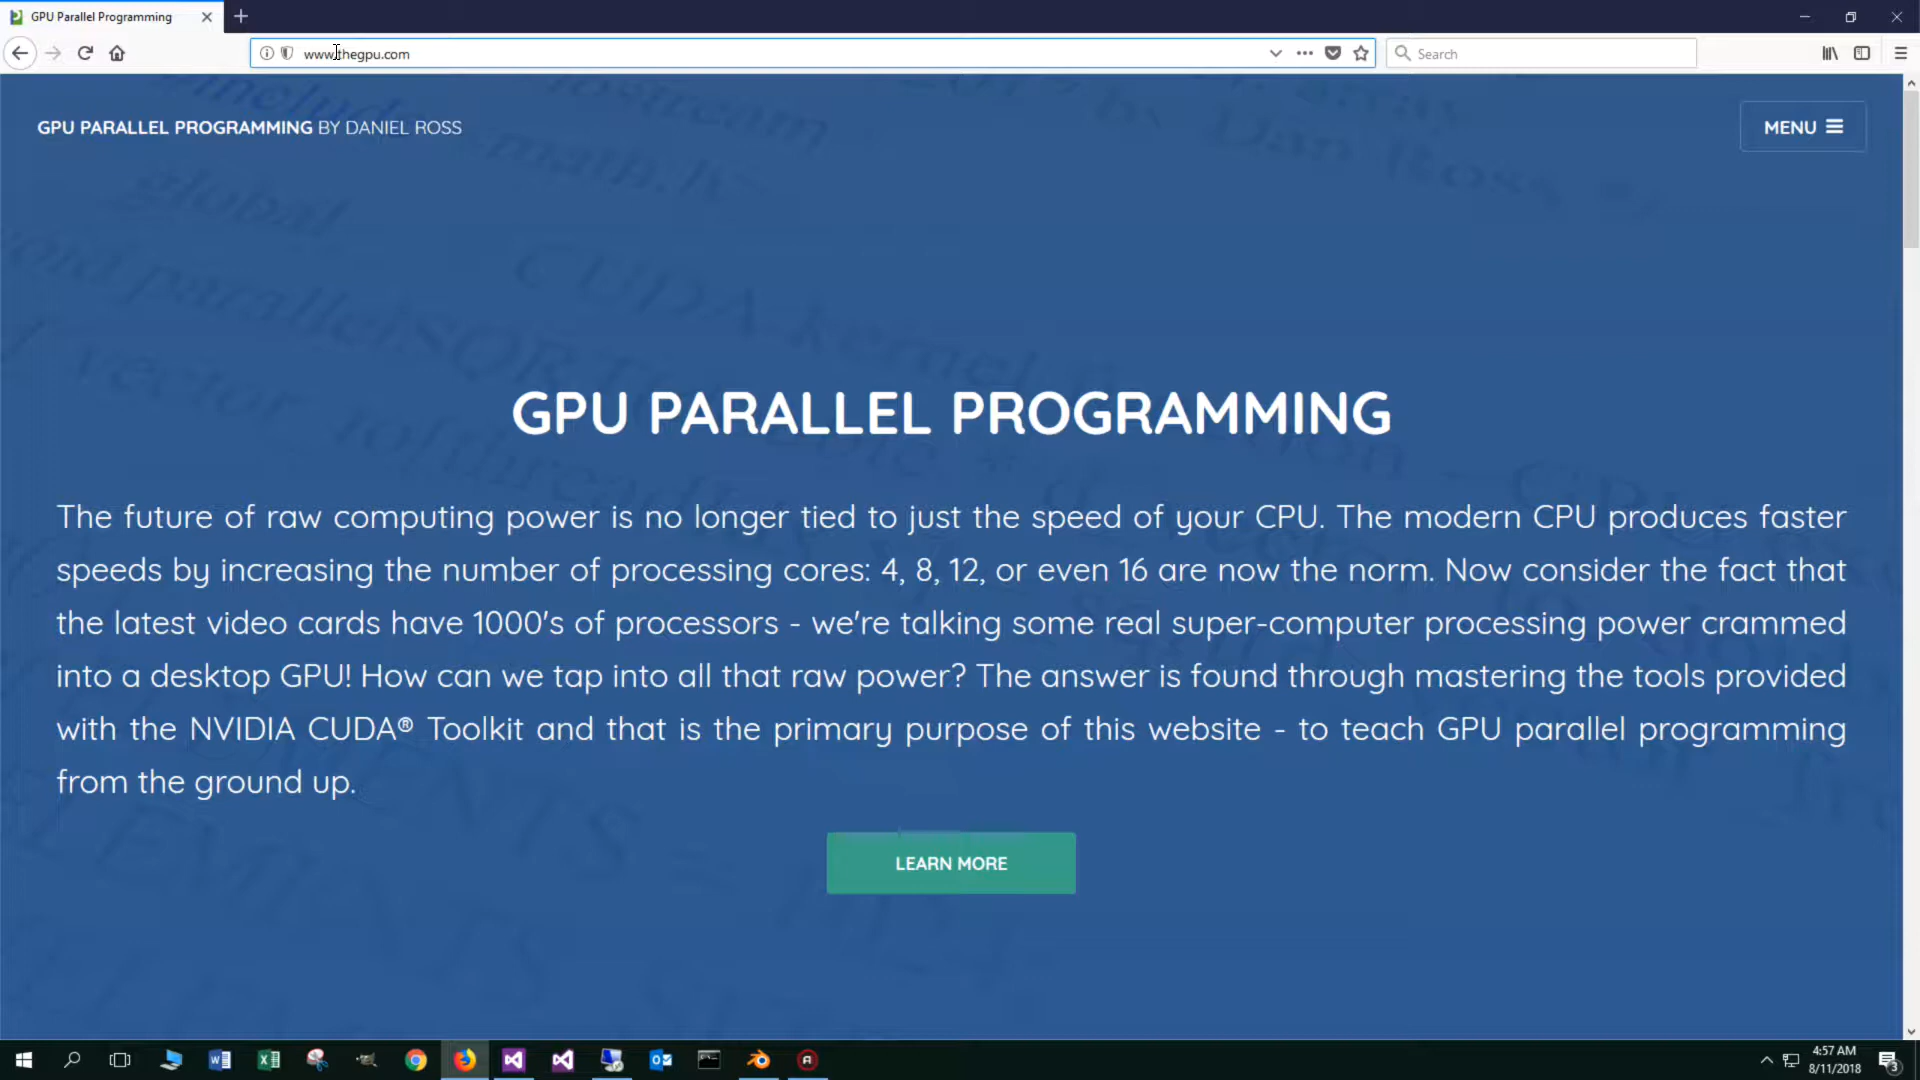 GPU Parallel Programming
www.thegpu.com
Search
GPU PARALLEL PROGRAMMING BY DANIEL ROSS
MENU
GPU PARALLEL PROGRAMMING
The future of raw computing power is no longer tied to just the speed of your CPU. The modern CPU produces faster
speeds by increasing the number of processing cores: 4, 8, 12, or even 16 are now the norm. Now consider the fact that
the latest video cards have 1000's of processors - we're talking some real super-computer processing power crammed
into a desktop GPU! How can we tap into all that raw power? The answer is found through mastering the tools provided
with the NVIDIA CUDA® Toolkit and that is the primary purpose of this website - to teach GPU parallel programming
from the ground up.
LEARN MORE
4:57 AM
8/11/2018
3